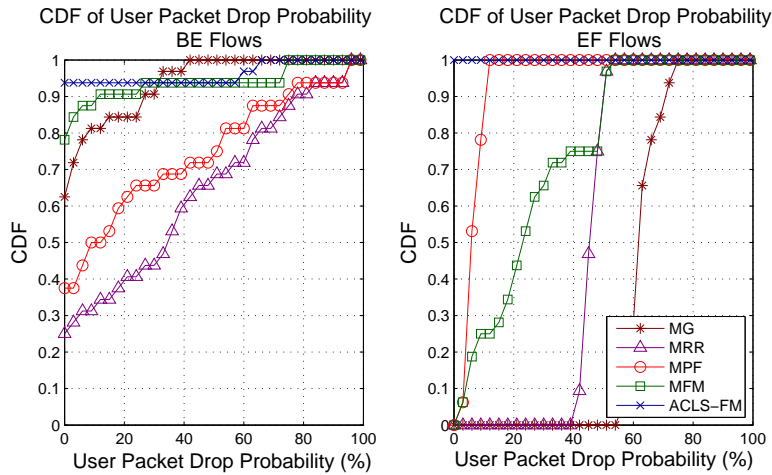 CDF of User Packet Drop Probability
BE Flows
1
0.9
0.8
0.7
0.6
0.5
0.4
0.3
0.2
0.1
0
0 20 40 60 80 100
CDF
User Packet Drop Probability (%)
CDF of User Packet Drop Probability
EF Flows
1
0.9
0.8
0.7
0.6
0.5
0.4
0.3
0.2
0.1
0
0 20 40 60 80 100
CDF
User Packet Drop Probability (%)
MG
MRR
MPF
MFM
ACLS−FM